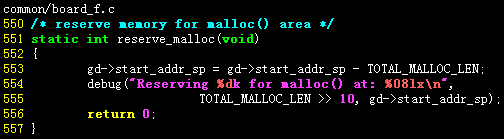 common/board_f.c
550 /* reserve memory for malloc() area */
551 static int reserve_malloc(void)
552 {
553         gd->start_addr_sp = gd->start_addr_sp - TOTAL_MALLOC_LEN;
554         debug("Reserving %dk for malloc() at: %08lx\n",
555                         TOTAL_MALLOC_LEN >> 10, gd->start_addr_sp);
556         return 0;
557 }